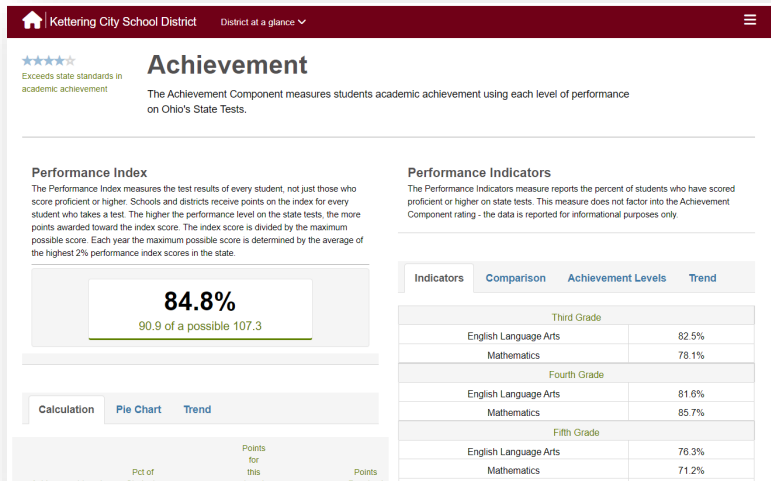 Kettering City School District District at a glance
Exceeds state standards in
academic achievement
Achievement
The Achievement Component measures students academic achievement using each level of performance
on Ohio's State Tests.
Performance Index
The Performance Index measures the test results of every student, not just those who
score proficient or higher. Schools and districts receive points on the index for every
student who takes a test. The higher the performance level on the state tests, the more
points awarded toward the index score. The index score is divided by the maximum
possible score. Each year the maximum possible score is determined by the average of
the highest 2% performance index scores in the state.
84.8%
90.9 of a possible 107.3
Calculation Pie Chart Trend
Points
for
Pct of this Points
Performance Indicators
The Performance Indicators measure reports the percent of students who have scored
proficient or higher on state tests. This measure does not factor into the Achievement
Component rating - the data is reported for informational purposes only.
Indicators Comparison Achievement Levels Trend
Third Grade
English Language Arts 82.5%
Mathematics 78.1%
Fourth Grade
English Language Arts 81.6%
Mathematics 85.7%
Fifth Grade
English Language Arts 76.3%
Mathematics 71.2%